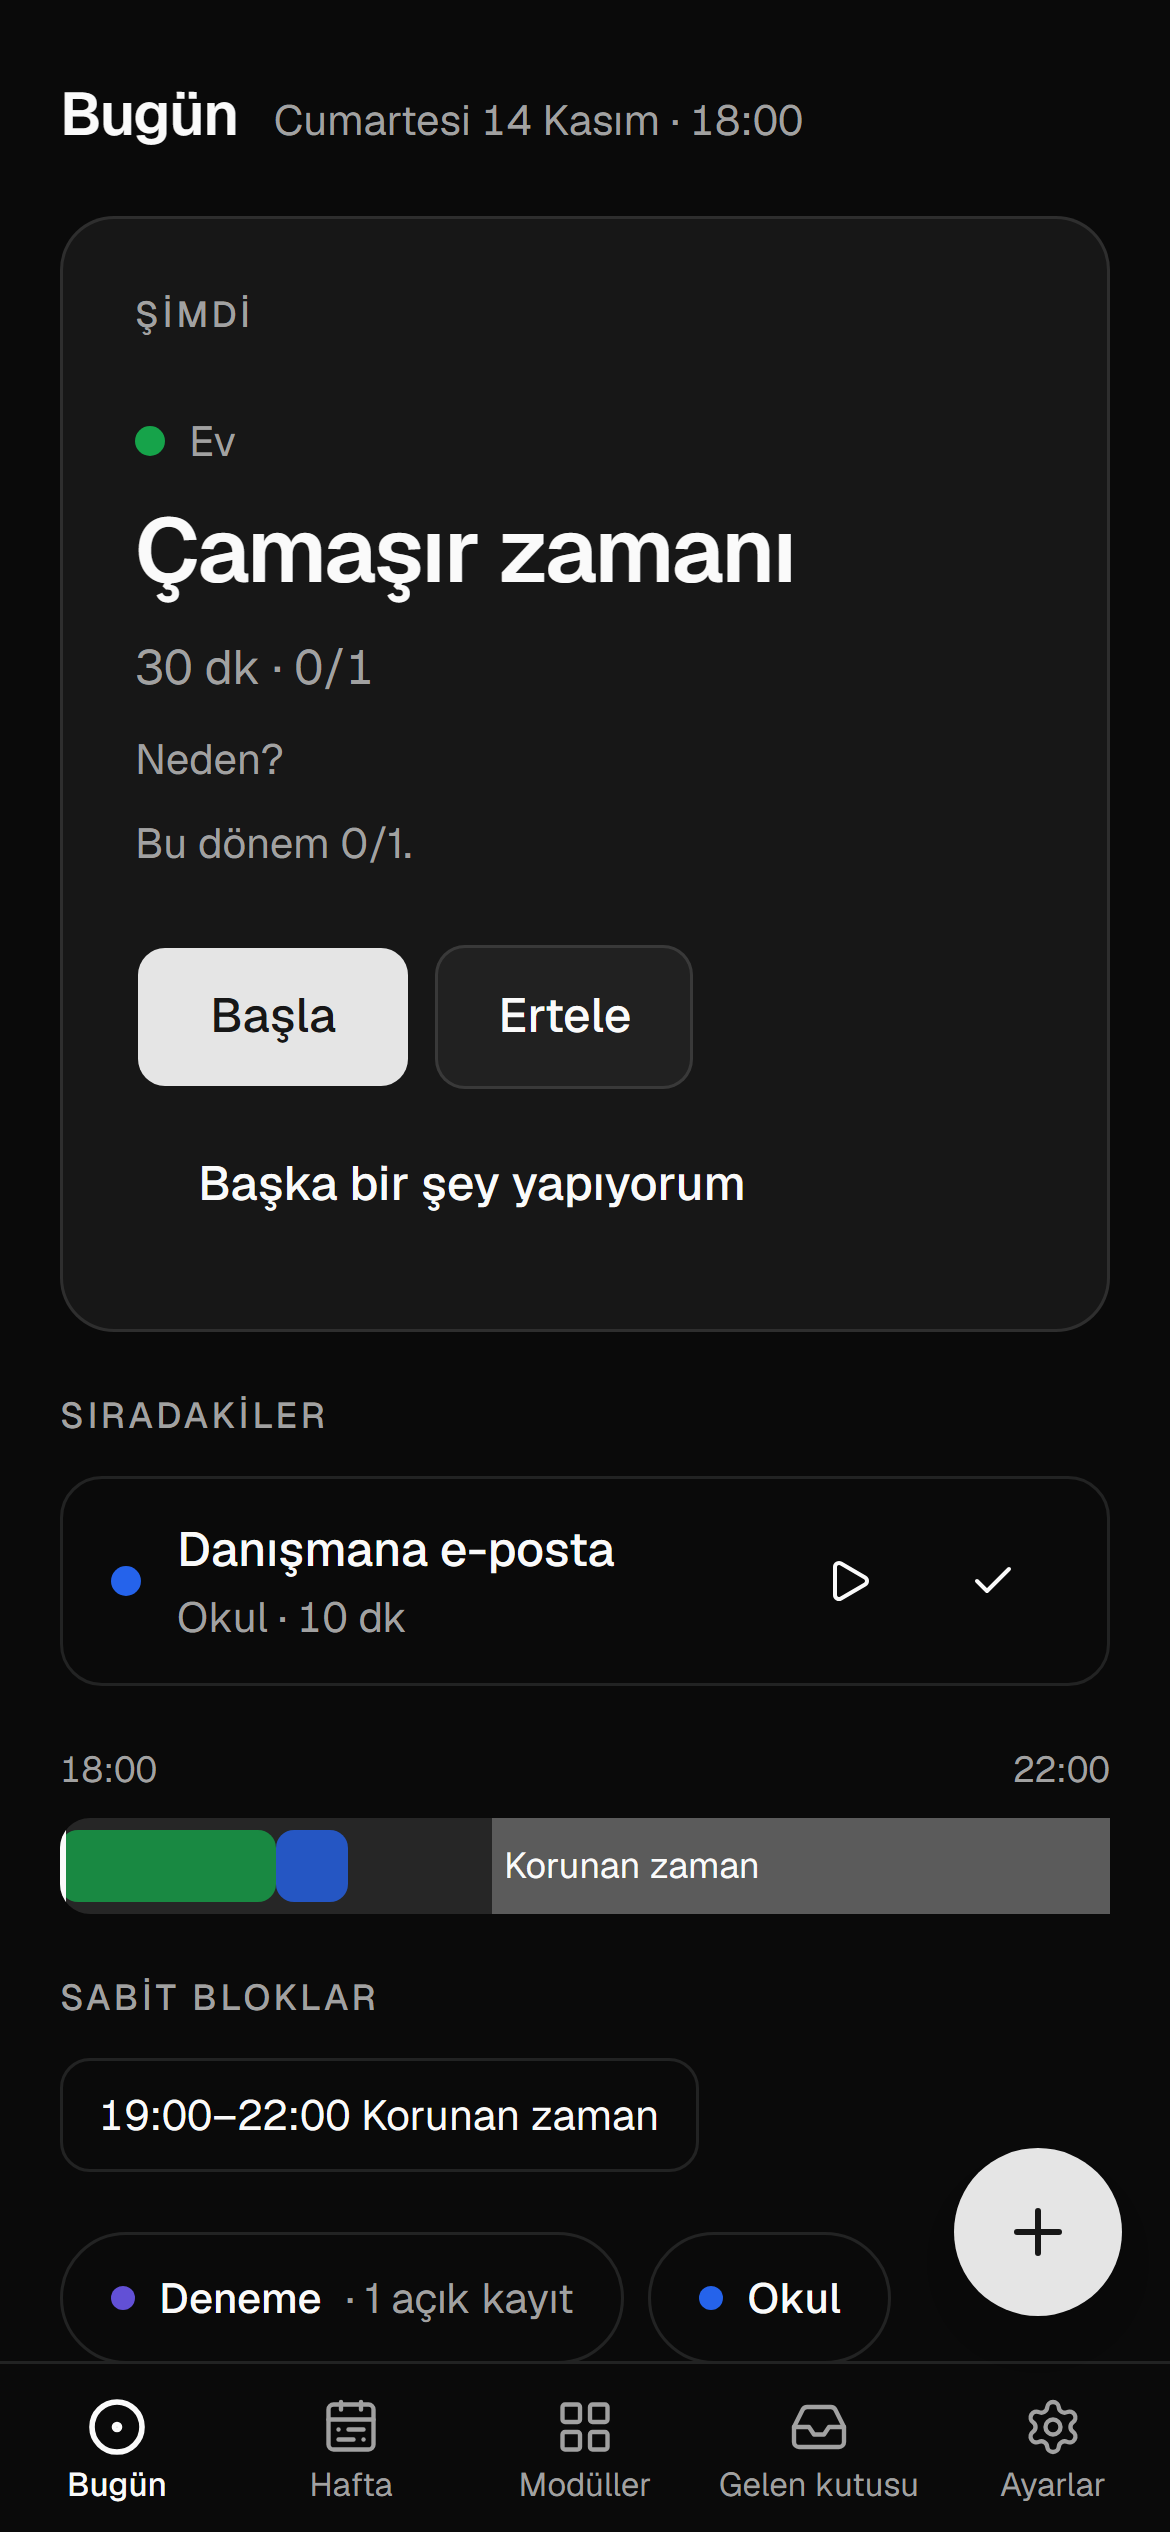 Bugün Cumartesi 14 Kasım · 18:00
ŞİMDİ
Ev
Çamaşır zamanı
30 dk · 0/1
Neden?
Bu dönem 0/1.
Başla Ertele
Başka bir şey yapıyorum
SIRADAKİLER
Danışmana e-posta
Okul · 10 dk
18:00 22:00
Korunan zaman
SABİT BLOKLAR
19:00–22:00 Korunan zaman
Deneme · 1 açık kayıt Okul
Bugün Hafta Modüller Gelen kutusu Ayarlar